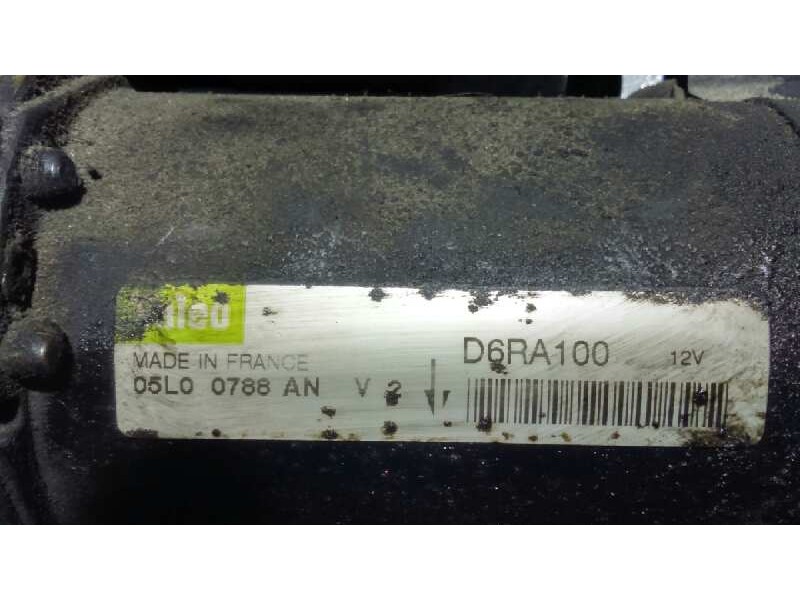 MADE IN FRANCE
05L0 0788 AN V 2
D6RA100 12V